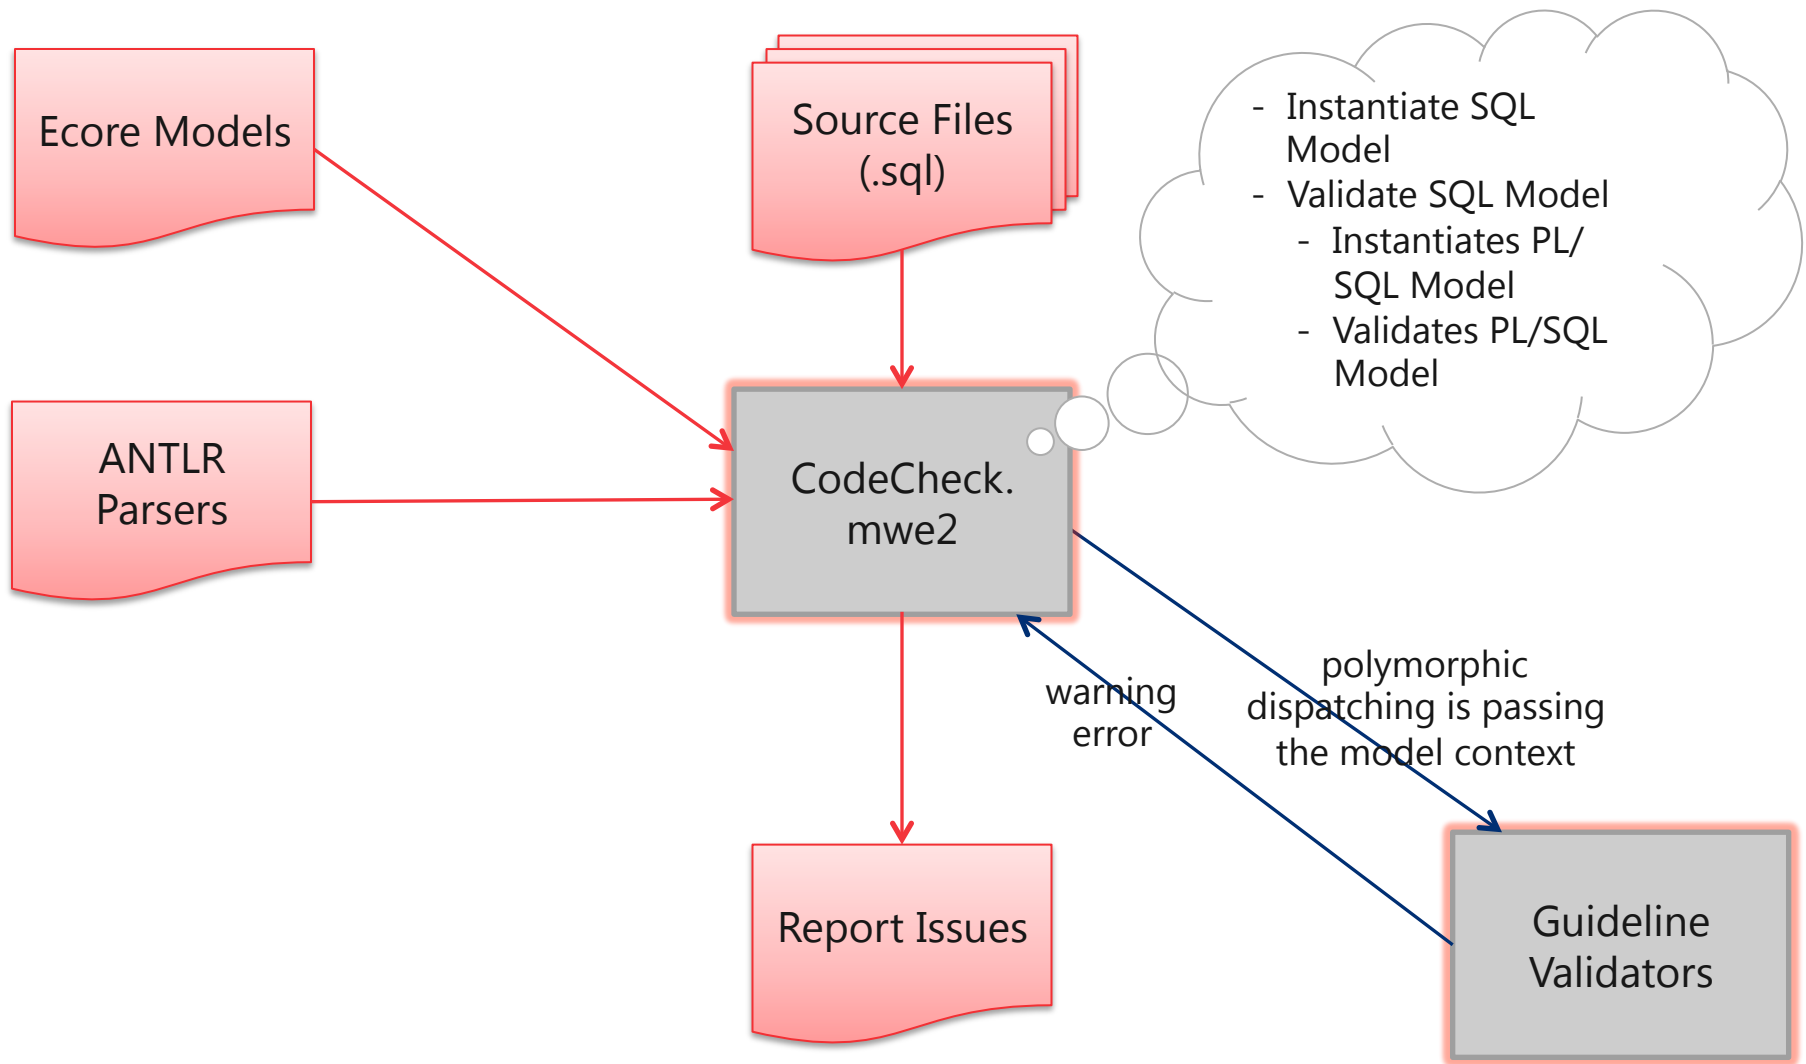 Ecore Models
Source Files
(.sql)
- Instantiate SQL
Model
- Validate SQL Model
- Instantiates PL/
SQL Model
- Validates PL/SQL
Model
ANTLR
Parsers
CodeCheck.
mwe2
warning
error
polymorphic
dispatching is passing
the model context
Report Issues
Guideline
Validators